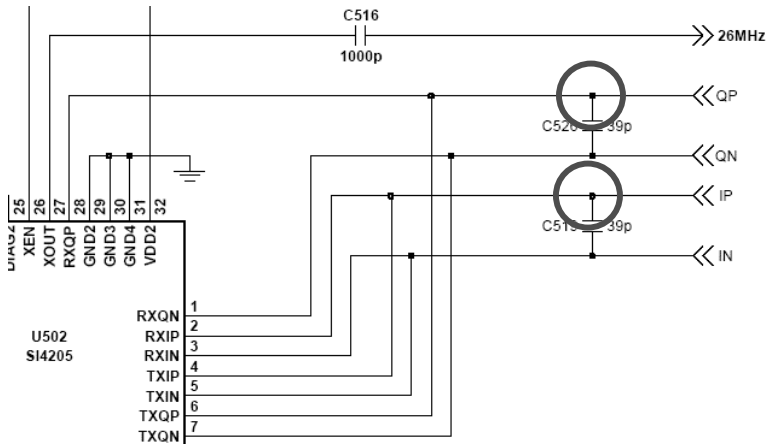 C516
1000p
26MHz
QP
C526 39p
QN
IP
C519 39p
IN
25 26 27 28 29 30 31 32
DIAG2 XEN XOUT RXQP GND2 GND3 GND4 VDD2
RXQN 1
RXIP 2
U502
RXIN 3
SI4205
TXIP 4
TXIN 5
TXQP 6
TXQN 7